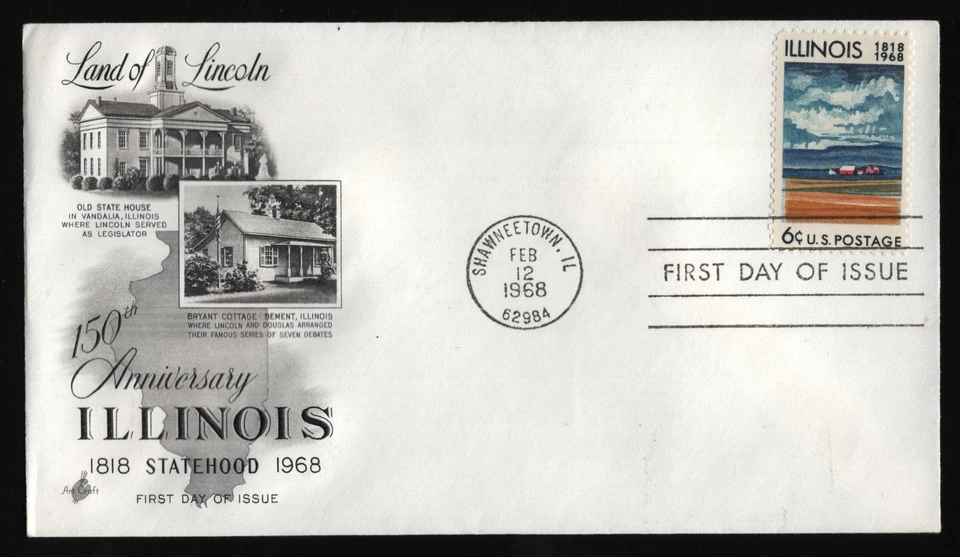 Land of Lincoln
OLD STATE HOUSE
IN VANDALIA, ILLINOIS
WHERE LINCOLN SERVED
AS LEGISLATOR
BRYANT COTTAGE - BEMENT, ILLINOIS
WHERE LINCOLN AND DOUGLAS ARRANGED
THEIR FAMOUS SERIES OF SEVEN DEBATES
150th
Anniversary
ILLINOIS
1818 STATEHOOD 1968
Art Craft
FIRST DAY OF ISSUE
SHAWNEETOWN, IL
FEB
12
1968
62984
ILLINOIS 1818
1968
6¢ U.S. POSTAGE
FIRST DAY OF ISSUE